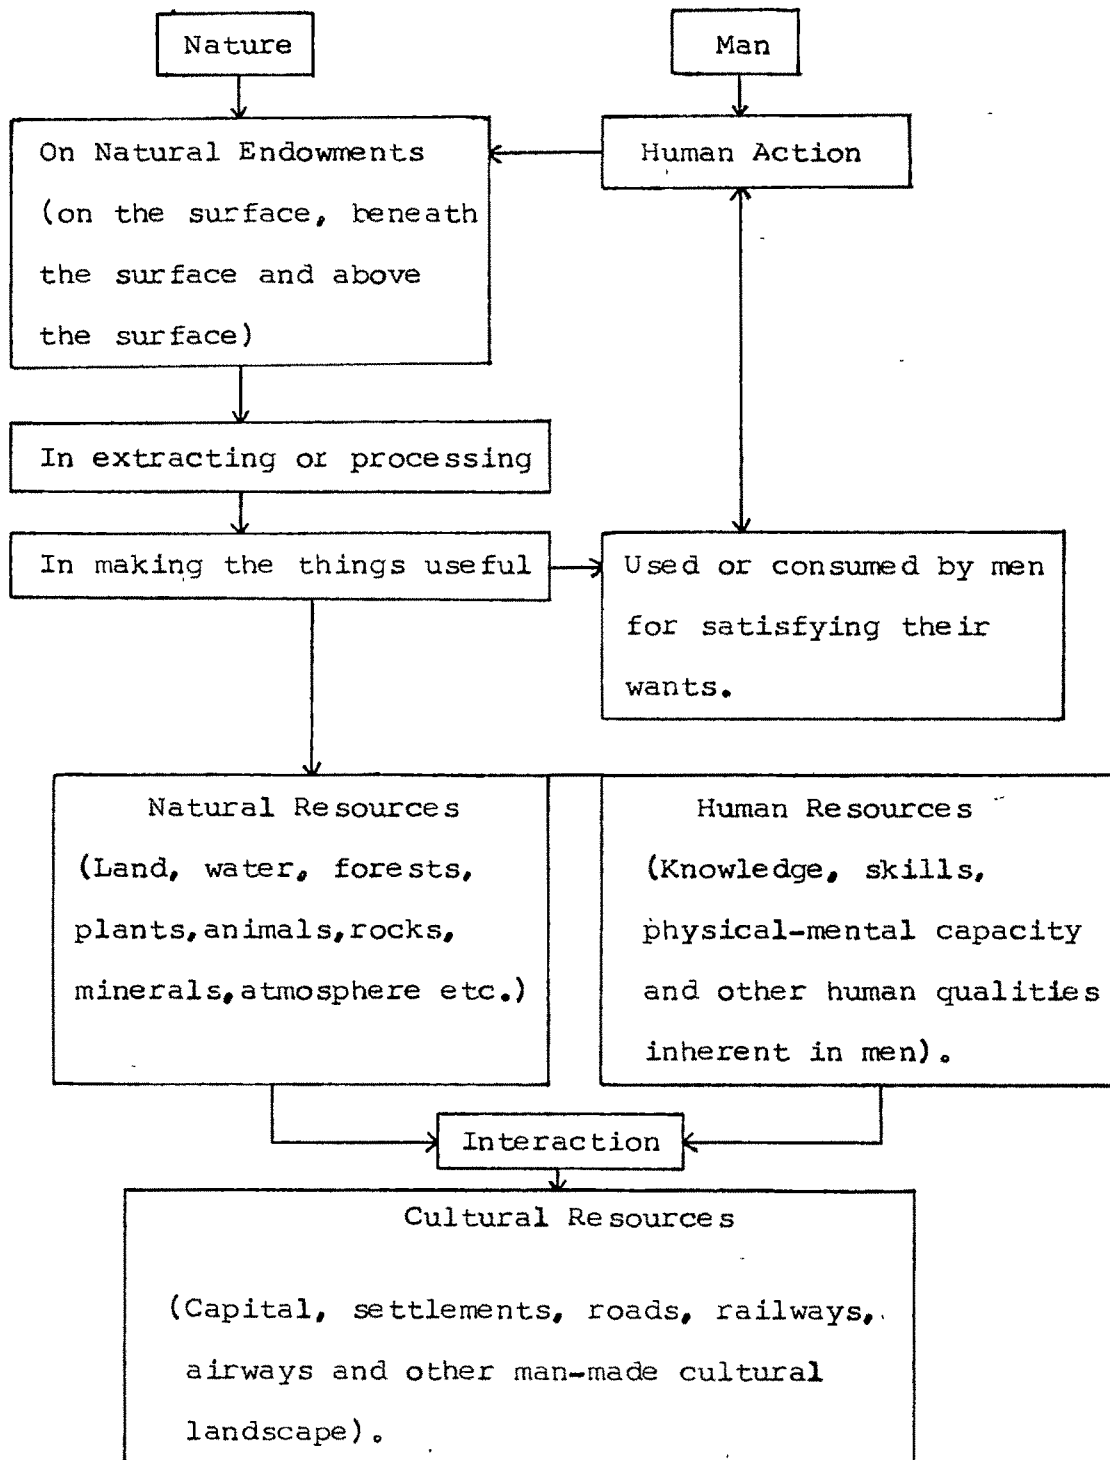 Nature
Man
On Natural Endowments
(on the surface, beneath
the surface and above
the surface)
Human Action
In extracting or processing
In making the things useful
Used or consumed by men
for satisfying their
wants.
Natural Resources
(Land, water, forests,
plants,animals,rocks,
minerals,atmosphere etc.)
Human Resources
(Knowledge, skills,
physical-mental capacity
and other human qualities
inherent in men).
Interaction
Cultural Resources
(Capital, settlements, roads, railways,
airways and other man-made cultural
landscape).